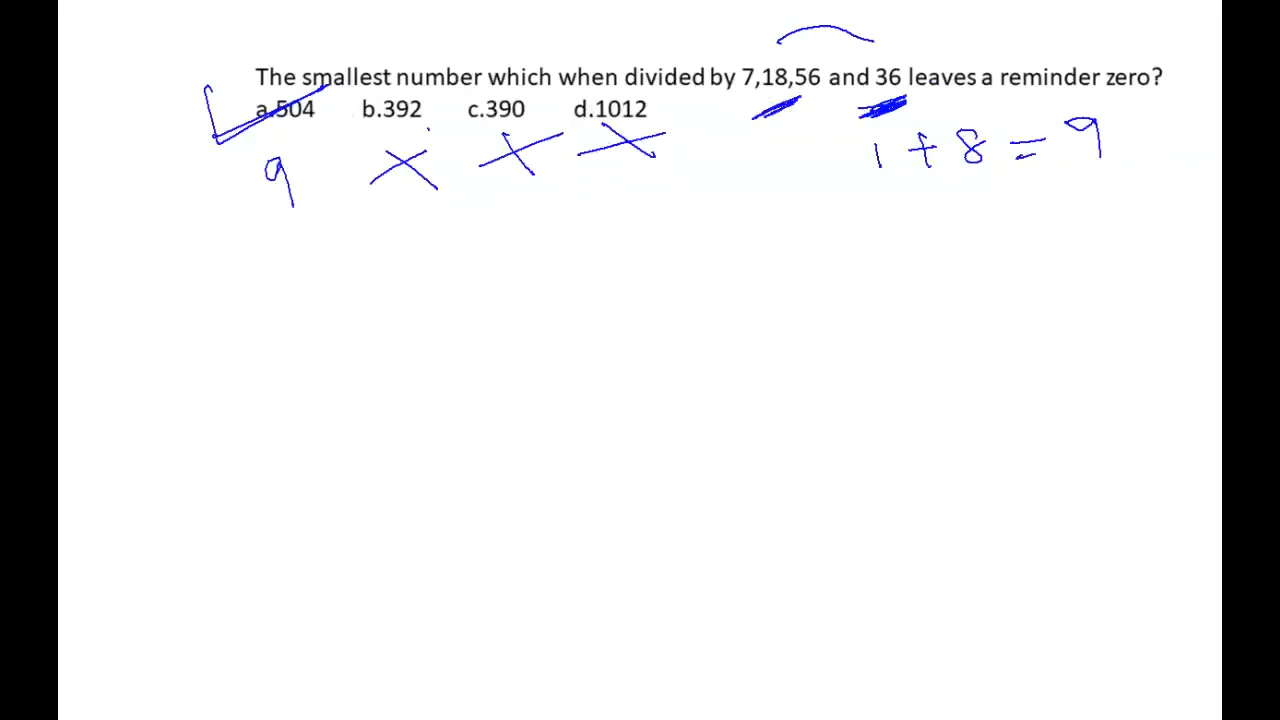 The smallest number which when divided by 7,18,56 and 36 leaves a reminder zero?
a.504 b.392 c.390 d.1012
9 1 + 8 = 9